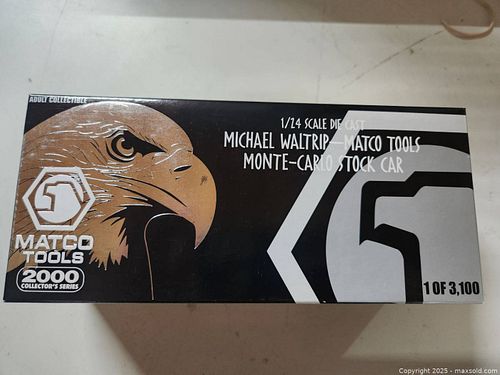 ADULT COLLECTIBLE
1/24 SCALE DIE CAST
MICHAEL WALTRIP—MATCO TOOLS
MONTE-CARLO STOCK CAR
MATCO
TOOLS
2000
COLLECTOR'S SERIES
1 OF 3,100
Copyright 2025 - maxsold.com